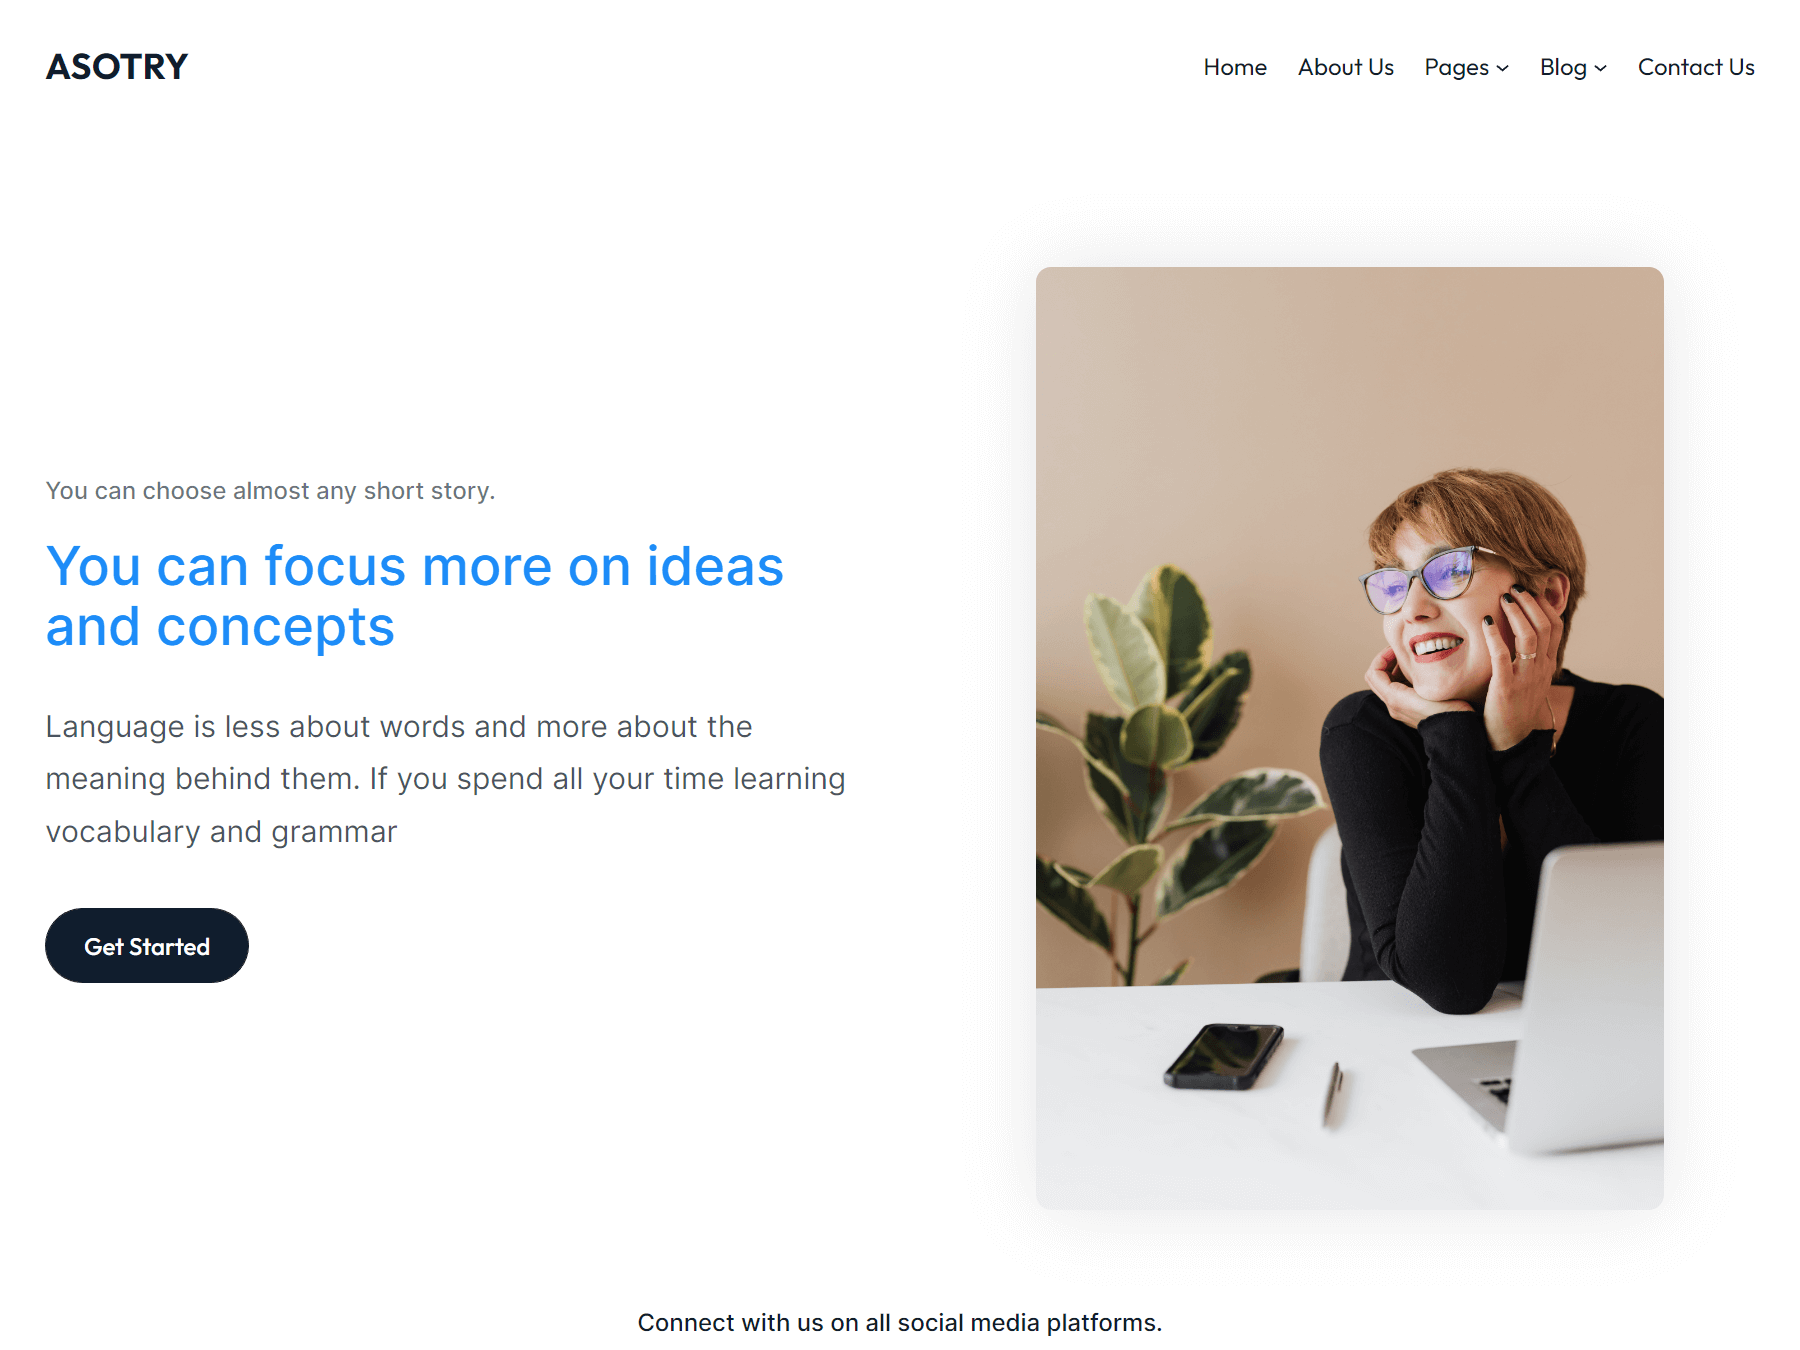 ASOTRY
Home About Us Pages Blog Contact Us
You can choose almost any short story.
You can focus more on ideas
and concepts
Language is less about words and more about the
meaning behind them. If you spend all your time learning
vocabulary and grammar
Get Started
Connect with us on all social media platforms.